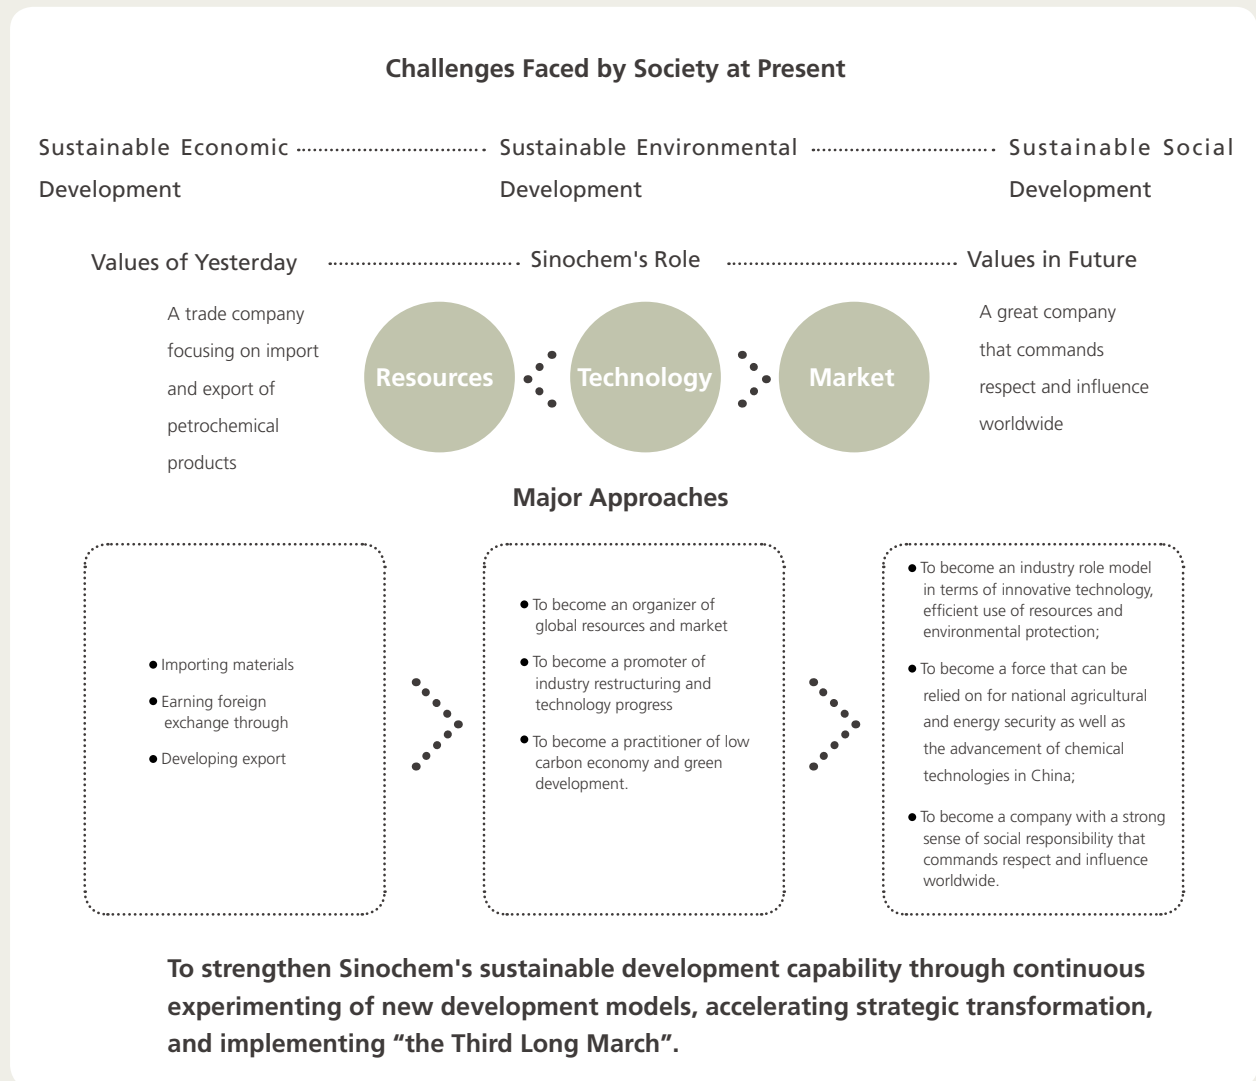 Challenges Faced by Society at Present
Sustainable Economic
Development
Sustainable Environmental
Development
Sustainable Social
Development
Values of Yesterday
Sinochem's Role
Values in Future
A trade company
focusing on import
and export of
petrochemical
products
Resources
Technology
Market
A great company
that commands
respect and influence
worldwide
Major Approaches
● Importing materials
● Earning foreign
exchange through
● Developing export
● To become an organizer of
global resources and market
● To become a promoter of
industry restructuring and
technology progress
● To become a practitioner of low
carbon economy and green
development.
● To become an industry role model
in terms of innovative technology,
efficient use of resources and
environmental protection;
● To become a force that can be
relied on for national agricultural
and energy security as well as
the advancement of chemical
technologies in China;
● To become a company with a strong
sense of social responsibility that
commands respect and influence
worldwide.
To strengthen Sinochem's sustainable development capability through continuous
experimenting of new development models, accelerating strategic transformation,
and implementing “the Third Long March”.